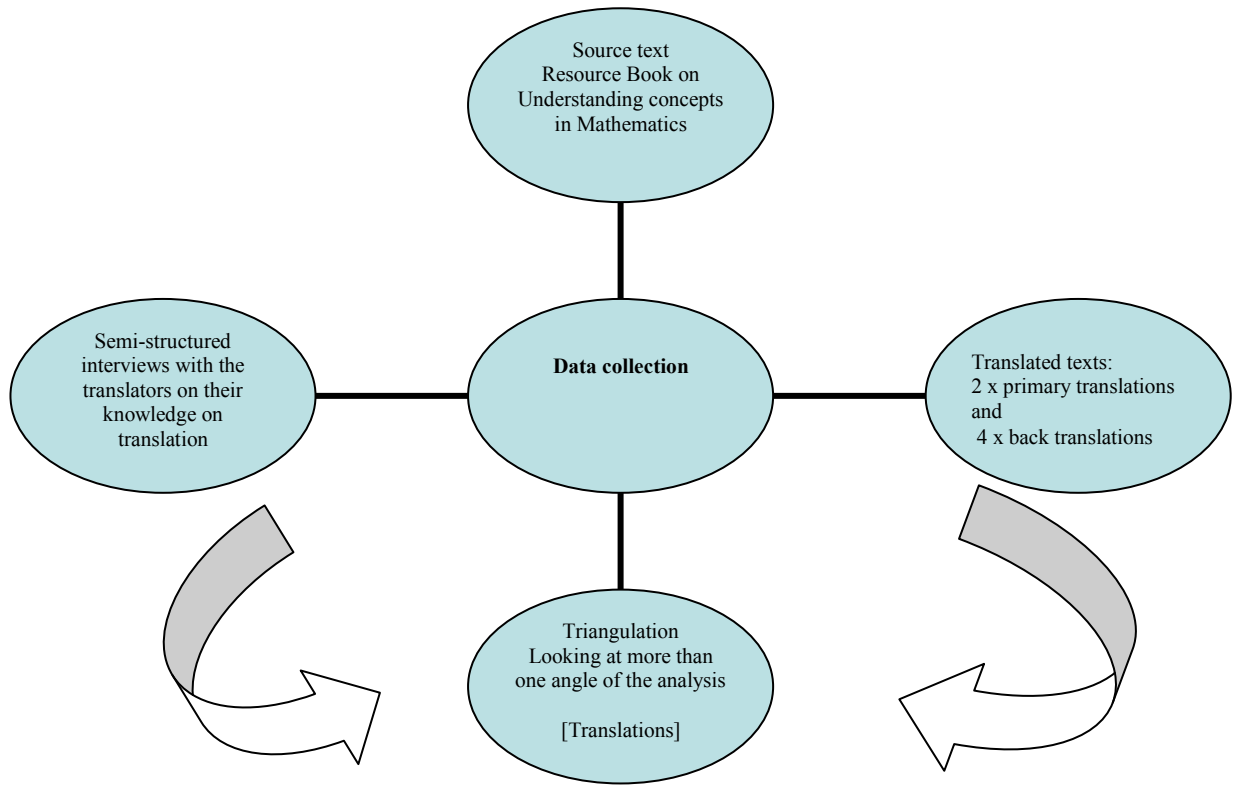 Source text
Resource Book on
Understanding concepts
in Mathematics
Semi-structured
interviews with the
translators on their
knowledge on
translation
Data collection
Translated texts:
2 x primary translations
and
4 x back translations
Triangulation
Looking at more than
one angle of the analysis
[Translations]